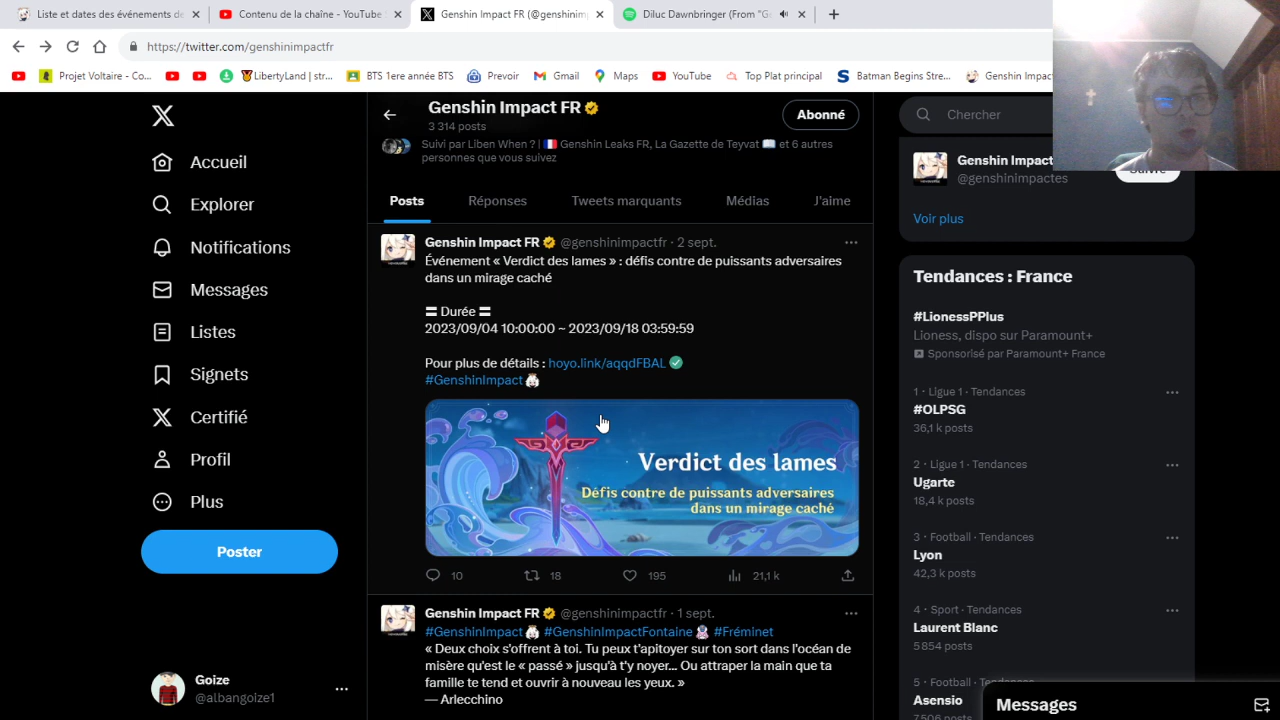 Liste et dates des événements de
Contenu de la chaîne - YouTube
Genshin Impact FR (@genshinimp
Diluc Dawnbringer (From "Ge
https://twitter.com/genshinimpactfr
Projet Voltaire - Co...
LibertyLand | str...
BTS 1ere année BTS
Prevoir
Gmail
Maps
YouTube
Top Plat principal
Batman Begins Stre...
Genshin Impact
X
Accueil
Explorer
Notifications
Messages
Listes
Signets
Certifié
Profil
Plus
Poster
Goize
@albangoize1
Genshin Impact FR
3 314 posts
Abonné
Suivi par Liben When ? | 🇫🇷 Genshin Leaks FR, La Gazette de Teyvat 📖 et 6 autres
personnes que vous suivez
Posts
Réponses
Tweets marquants
Médias
J'aime
Genshin Impact FR @genshinimpactfr · 2 sept.
Événement « Verdict des lames » : défis contre de puissants adversaires
dans un mirage caché
〓 Durée 〓
2023/09/04 10:00:00 ~ 2023/09/18 03:59:59
Pour plus de détails : hoyo.link/aqqdFBAL
#GenshinImpact
Verdict des lames
Défis contre de puissants adversaires
dans un mirage caché
10
18
195
21,1 k
Genshin Impact FR @genshinimpactfr · 1 sept.
#GenshinImpact #GenshinImpactFontaine #Fréminet
« Deux choix s'offrent à toi. Tu peux t'apitoyer sur ton sort dans l'océan de
misère qu'est le « passé » jusqu'à t'y noyer... Ou attraper la main que ta
famille te tend et ouvrir à nouveau les yeux. »
— Arlecchino
Chercher
Genshin Impact
@genshinimpactes
Suivre
Voir plus
Tendances : France
#LionessPPlus
Lioness, dispo sur Paramount+
Sponsorisé par Paramount+ France
1 · Ligue 1 · Tendances
#OLPSG
36,1 k posts
2 · Ligue 1 · Tendances
Ugarte
18,4 k posts
3 · Football · Tendances
Lyon
42,3 k posts
4 · Sport · Tendances
Laurent Blanc
5 854 posts
5 · Football · Tendances
Asensio
7 506 posts
Messages